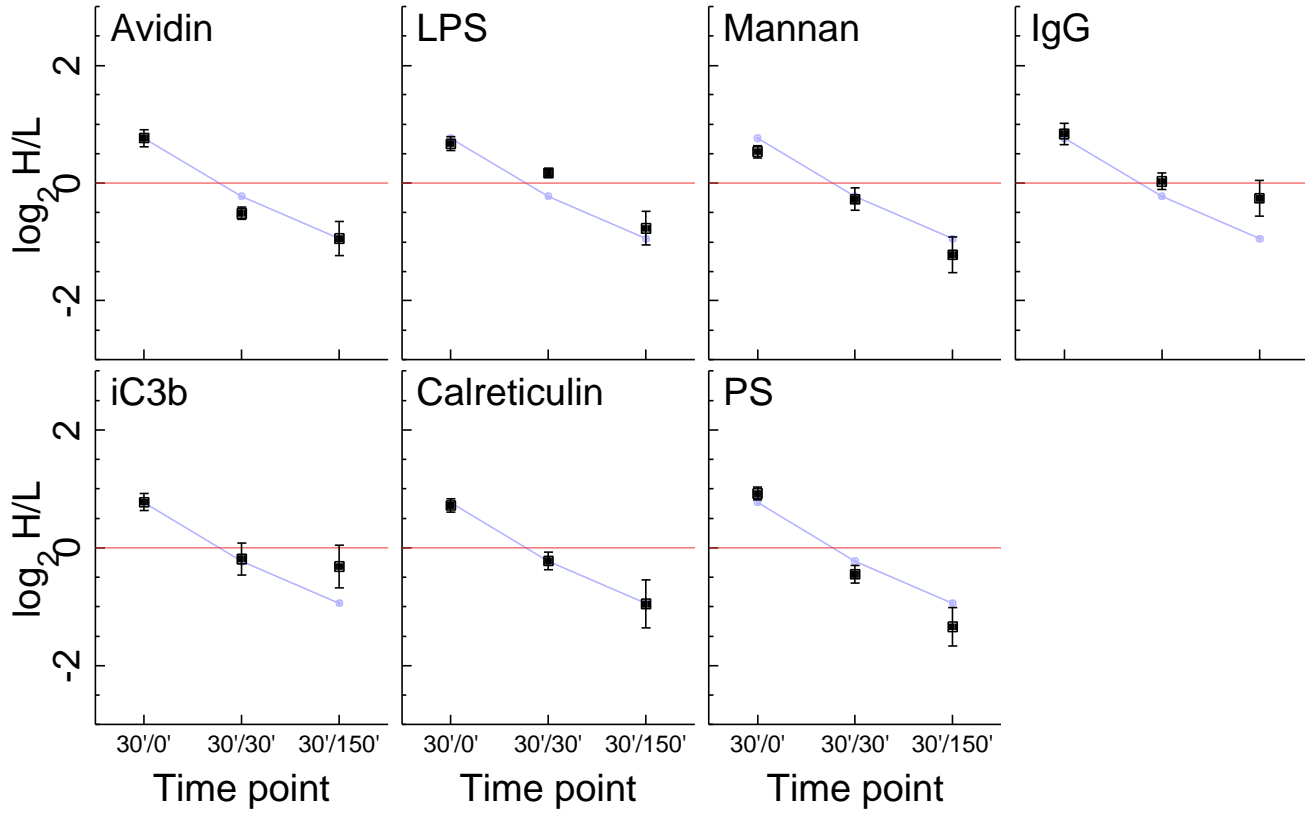 Avidin
LPS
Mannan
IgG
2
0
-2
log2 H/L
iC3b
Calreticulin
PS
2
0
-2
log2 H/L
30'/0' 30'/30' 30'/150'
30'/0' 30'/30' 30'/150'
30'/0' 30'/30' 30'/150'
Time point
Time point
Time point